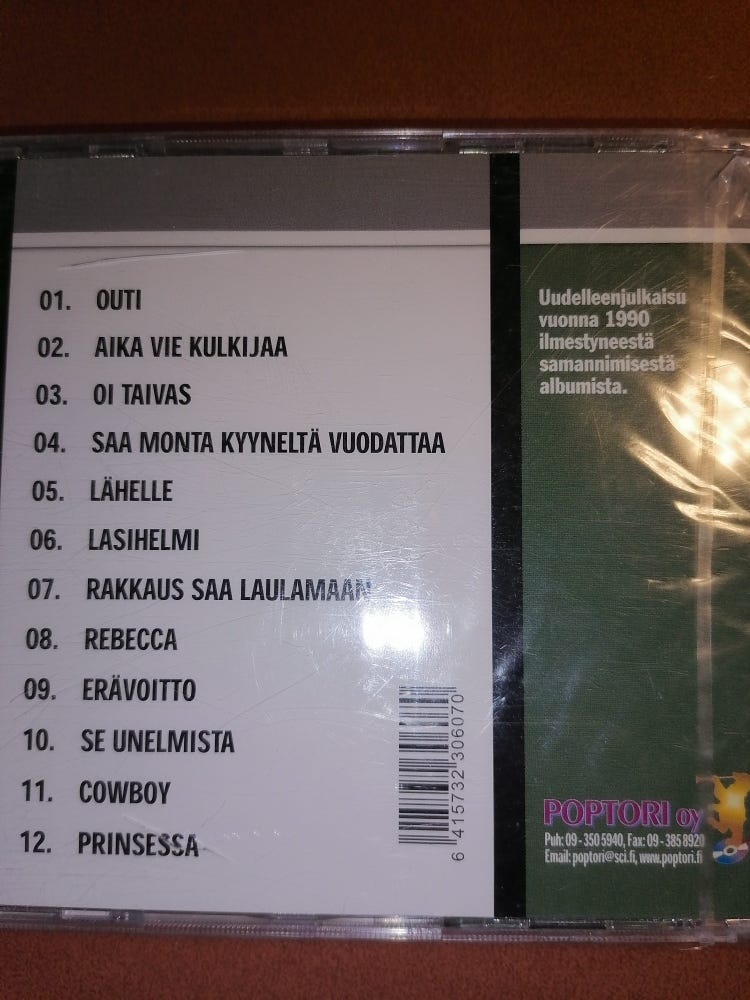 01. OUTI
02. AIKA VIE KULKIJAA
03. OI TAIVAS
04. SAA MONTA KYYNELTÄ VUODATTAA
05. LÄHELLE
06. LASIHELMI
07. RAKKAUS SAA LAULAMAAN
08. REBECCA
09. ERÄVOITTO
10. SE UNELMISTA
11. COWBOY
12. PRINSESSA
6 415732 306070
Uudelleenjulkaisu
vuonna 1990
ilmestyneestä
samannimisestä
albumista.
POPTORI oy
Puh: 09 - 350 5940, Fax: 09 - 385 8920
Email: poptori@sci.fi, www.poptori.fi